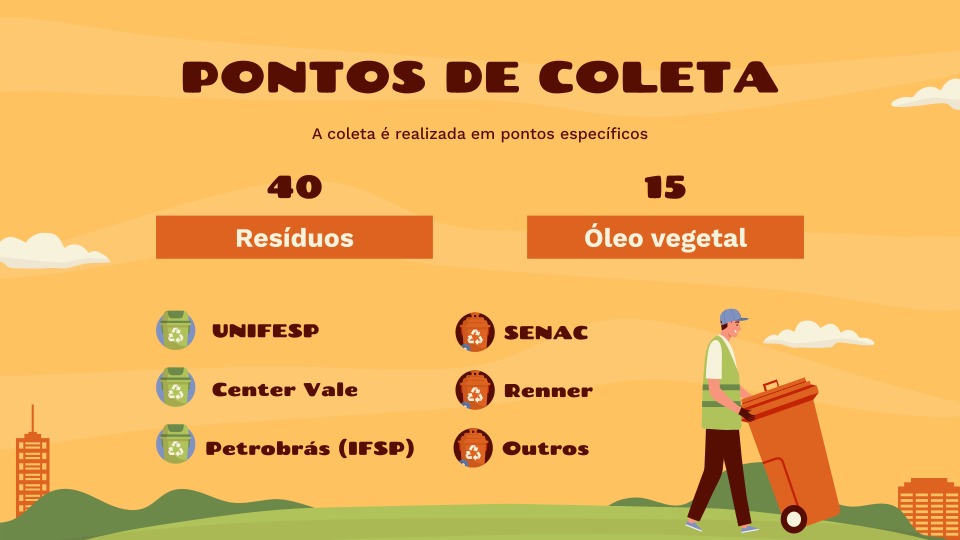 PONTOS DE COLETA
A coleta é realizada em pontos específicos
40
Resíduos
15
Óleo vegetal
UNIFESP
Center Vale
Petrobrás (IFSP)
SENAC
Renner
Outros